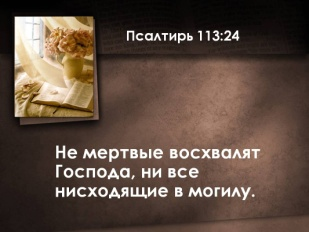 Псалтирь 113:24
Не мертвые восхвалят
Господа, ни все
нисходящие в могилу.